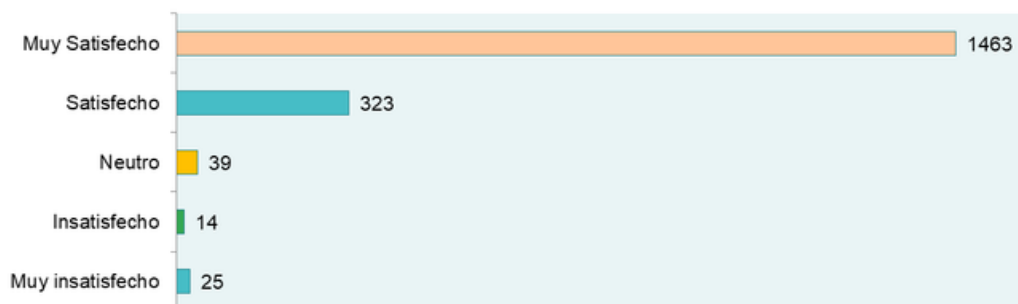 Muy Satisfecho 1463
Satisfecho 323
Neutro 39
Insatisfecho 14
Muy insatisfecho 25